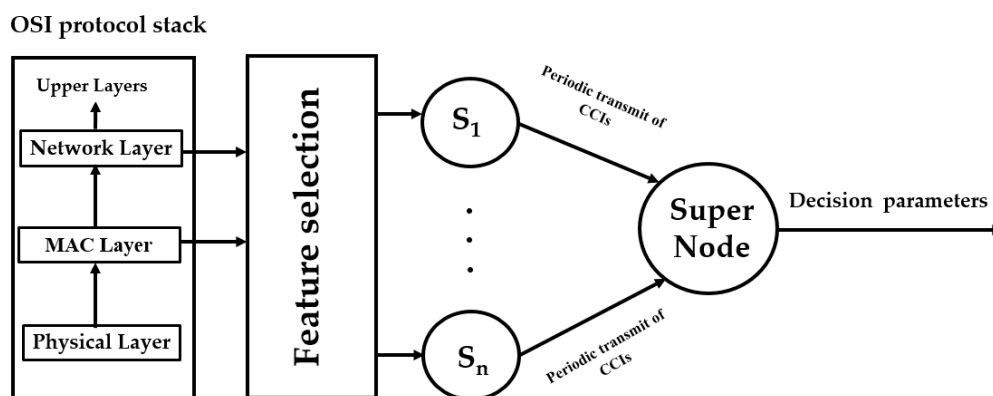 OSI protocol stack
Upper Layers
Network Layer
MAC Layer
Physical Layer
Feature selection
S1
Sn
Periodic transmit of
CCIs
Periodic transmit of
CCIs
Super
Node
Decision parameters